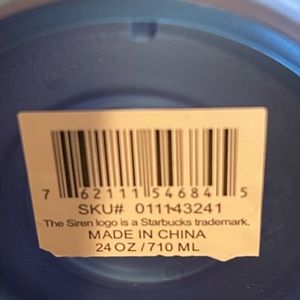 7 62111 54684 5
SKU# 011143241
The Siren logo is a Starbucks trademark.
MADE IN CHINA
24 OZ / 710 ML